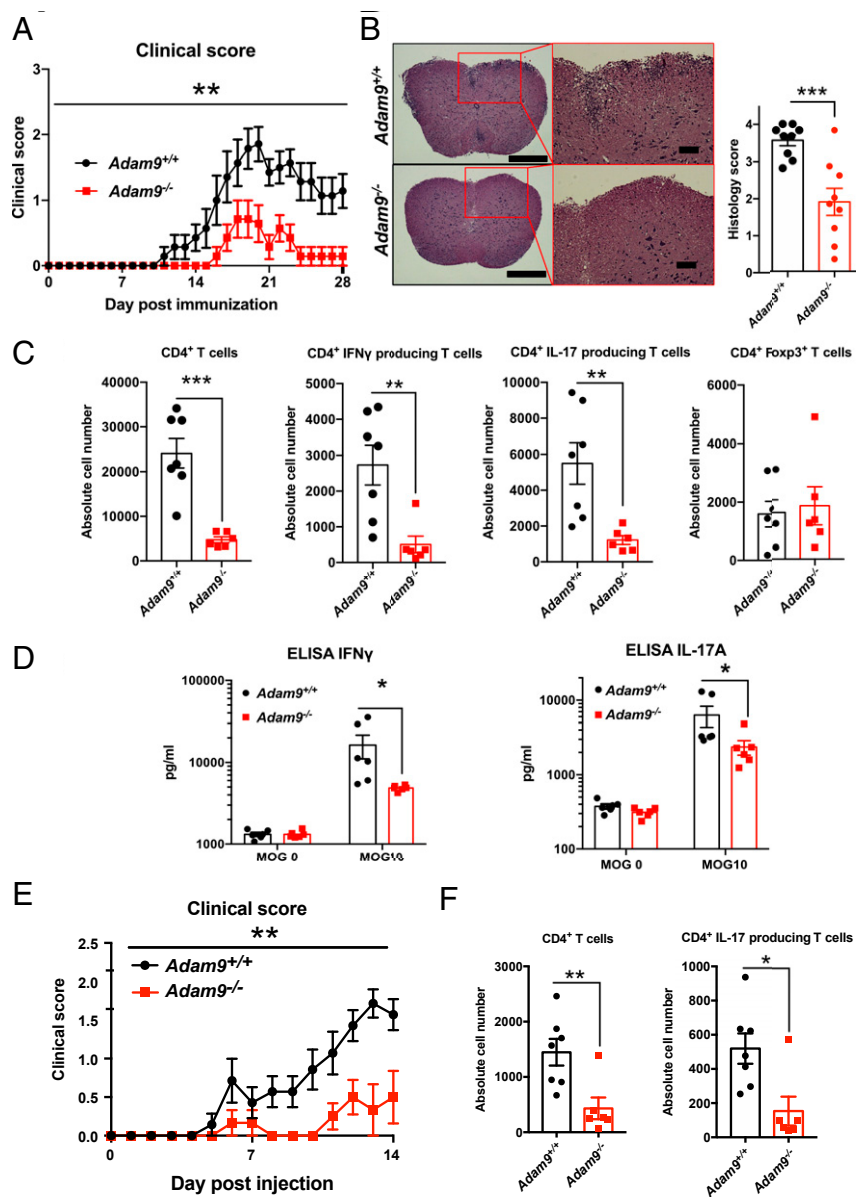 A
Clinical score
**
Clinical score
3
2
1
0
Adam9+/+
Adam9-/-
0 7 14 21 28
Day post immunization
B
Adam9+/+
Adam9-/-
***
Histology score
4
2
0
Adam9+/+
Adam9-/-
C
CD4+ T cells
***
Absolute cell number
40000
30000
20000
10000
0
Adam9+/+
Adam9-/-
CD4+ IFNγ producing T cells
**
Absolute cell number
5000
4000
3000
2000
1000
0
Adam9+/+
Adam9-/-
CD4+ IL-17 producing T cells
**
Absolute cell number
10000
8000
6000
4000
2000
0
Adam9+/+
Adam9-/-
CD4+ Foxp3+ T cells
Absolute cell number
6000
4000
2000
0
Adam9-/-
D
ELISA IFNγ
pg/ml
100000
10000
1000
Adam9+/+
Adam9-/-
*
MOG 0
MOG10
ELISA IL-17A
pg/ml
10000
1000
100
Adam9+/+
Adam9-/-
*
MOG 0
MOG10
E
Clinical score
**
Clinical score
2.5
2.0
1.5
1.0
0.5
0.0
Adam9+/+
Adam9-/-
0 7 14
Day post injection
F
CD4+ T cells
**
Absolute cell number
3000
2000
1000
0
Adam9+/+
Adam9-/-
CD4+ IL-17 producing T cells
*
Absolute cell number
1000
800
600
400
200
0
Adam9+/+
Adam9-/-